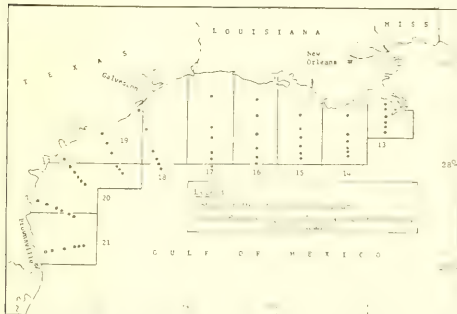 LOUISIANA
MISS
New
Orleans
TEXAS
Galveston
13
19
28°
18
17
16
15
14
20
21
Brownsville
GULF OF MEXICO